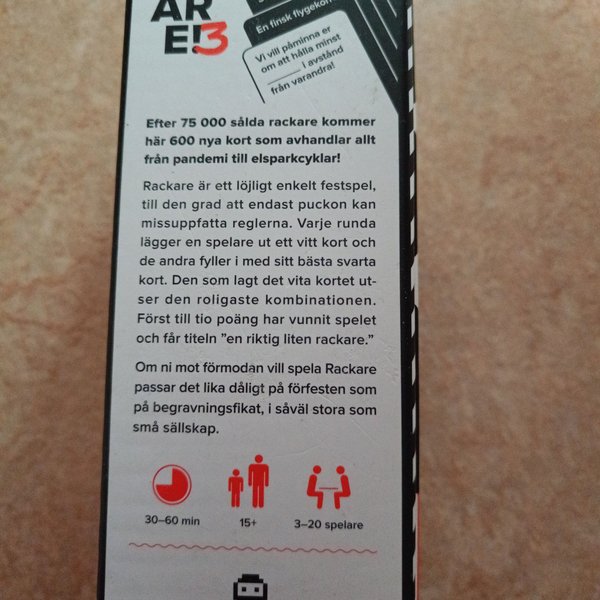 AR
E!3
En finsk flygekon
Vi vill påminna er
om att hålla minst
______ i avstånd
från varandra!
Efter 75 000 sålda rackare kommer
här 600 nya kort som avhandlar allt
från pandemi till elsparkcyklar!
Rackare är ett löjligt enkelt festspel,
till den grad att endast puckon kan
missuppfatta reglerna. Varje runda
lägger en spelare ut ett vitt kort och
de andra fyller i med sitt bästa svarta
kort. Den som lagt det vita kortet ut-
ser den roligaste kombinationen.
Först till tio poäng har vunnit spelet
och får titeln ”en riktig liten rackare.”
Om ni mot förmodan vill spela Rackare
passar det lika dåligt på förfesten som
på begravningsfikat, i såväl stora som
små sällskap.
30–60 min
15+
3–20 spelare